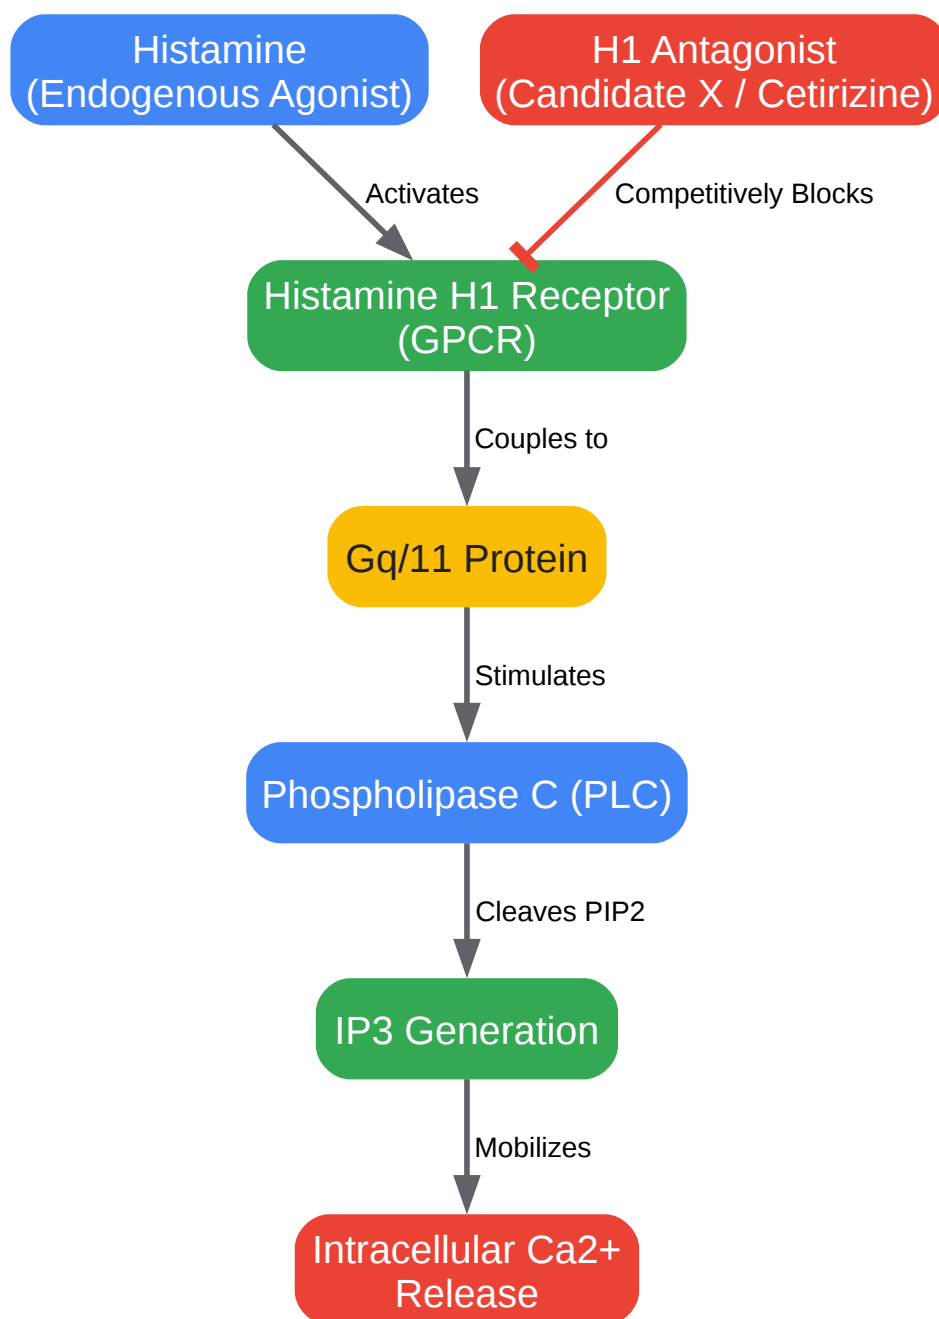 Histamine
(Endogenous Agonist)
H1 Antagonist
(Candidate X / Cetirizine)
Activates
Competitively Blocks
Histamine H1 Receptor
(GPCR)
Couples to
Gq/11 Protein
Stimulates
Phospholipase C (PLC)
Cleaves PIP2
IP3 Generation
Mobilizes
Intracellular Ca2+
Release